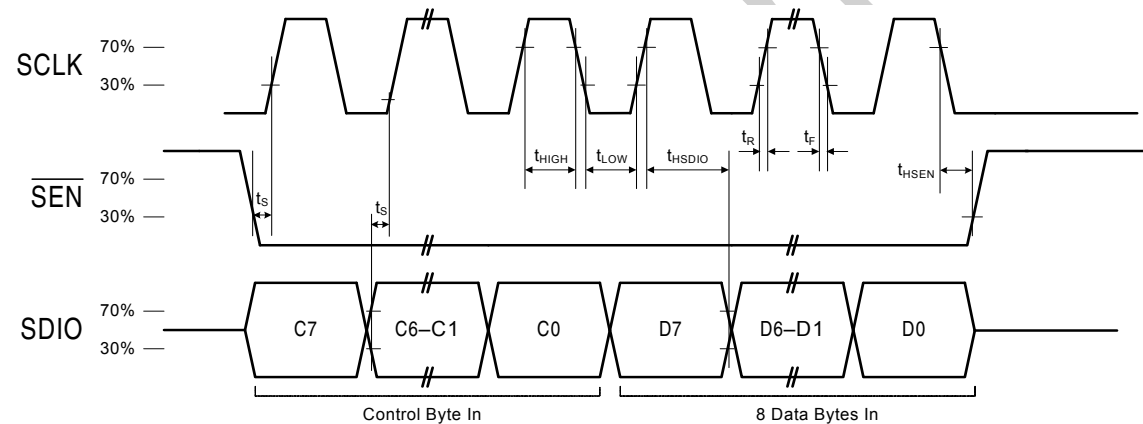 SCLK
70%
30%
SEN
70%
30%
tS
tS
tHIGH
tLOW
tHSDIO
tR
tF
tHSEN
SDIO
70%
30%
C7
C6–C1
C0
D7
D6–D1
D0
Control Byte In
8 Data Bytes In